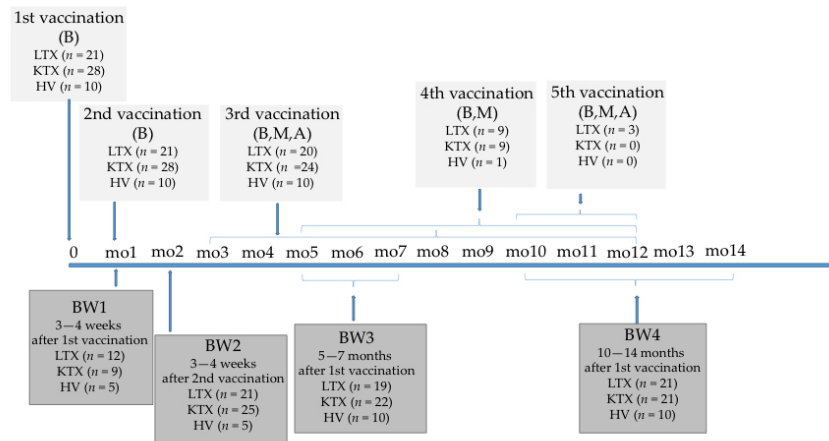 1st vaccination
(B)
LTX (n = 21)
KTX (n = 28)
HV (n = 10)
2nd vaccination
(B)
LTX (n = 21)
KTX (n = 28)
HV (n = 10)
3rd vaccination
(B,M,A)
LTX (n = 20)
KTX (n =24)
HV (n = 10)
4th vaccination
(B,M)
LTX (n = 9)
KTX (n = 9)
HV (n = 1)
5th vaccination
(B,M,A)
LTX (n = 3)
KTX (n = 0)
HV (n = 0)
0 mo1 mo2 mo3 mo4 mo5 mo6 mo7 mo8 mo9 mo10 mo11 mo12 mo13 mo14
BW1
3—4 weeks
after 1st vaccination
LTX (n = 12)
KTX (n = 9)
HV (n = 5)
BW2
3—4 weeks
after 2nd vaccination
LTX (n = 21)
KTX (n = 25)
HV (n = 5)
BW3
5—7 months
after 1st vaccination
LTX (n = 19)
KTX (n = 22)
HV (n = 10)
BW4
10—14 months
after 1st vaccination
LTX (n = 21)
KTX (n = 21)
HV (n = 10)